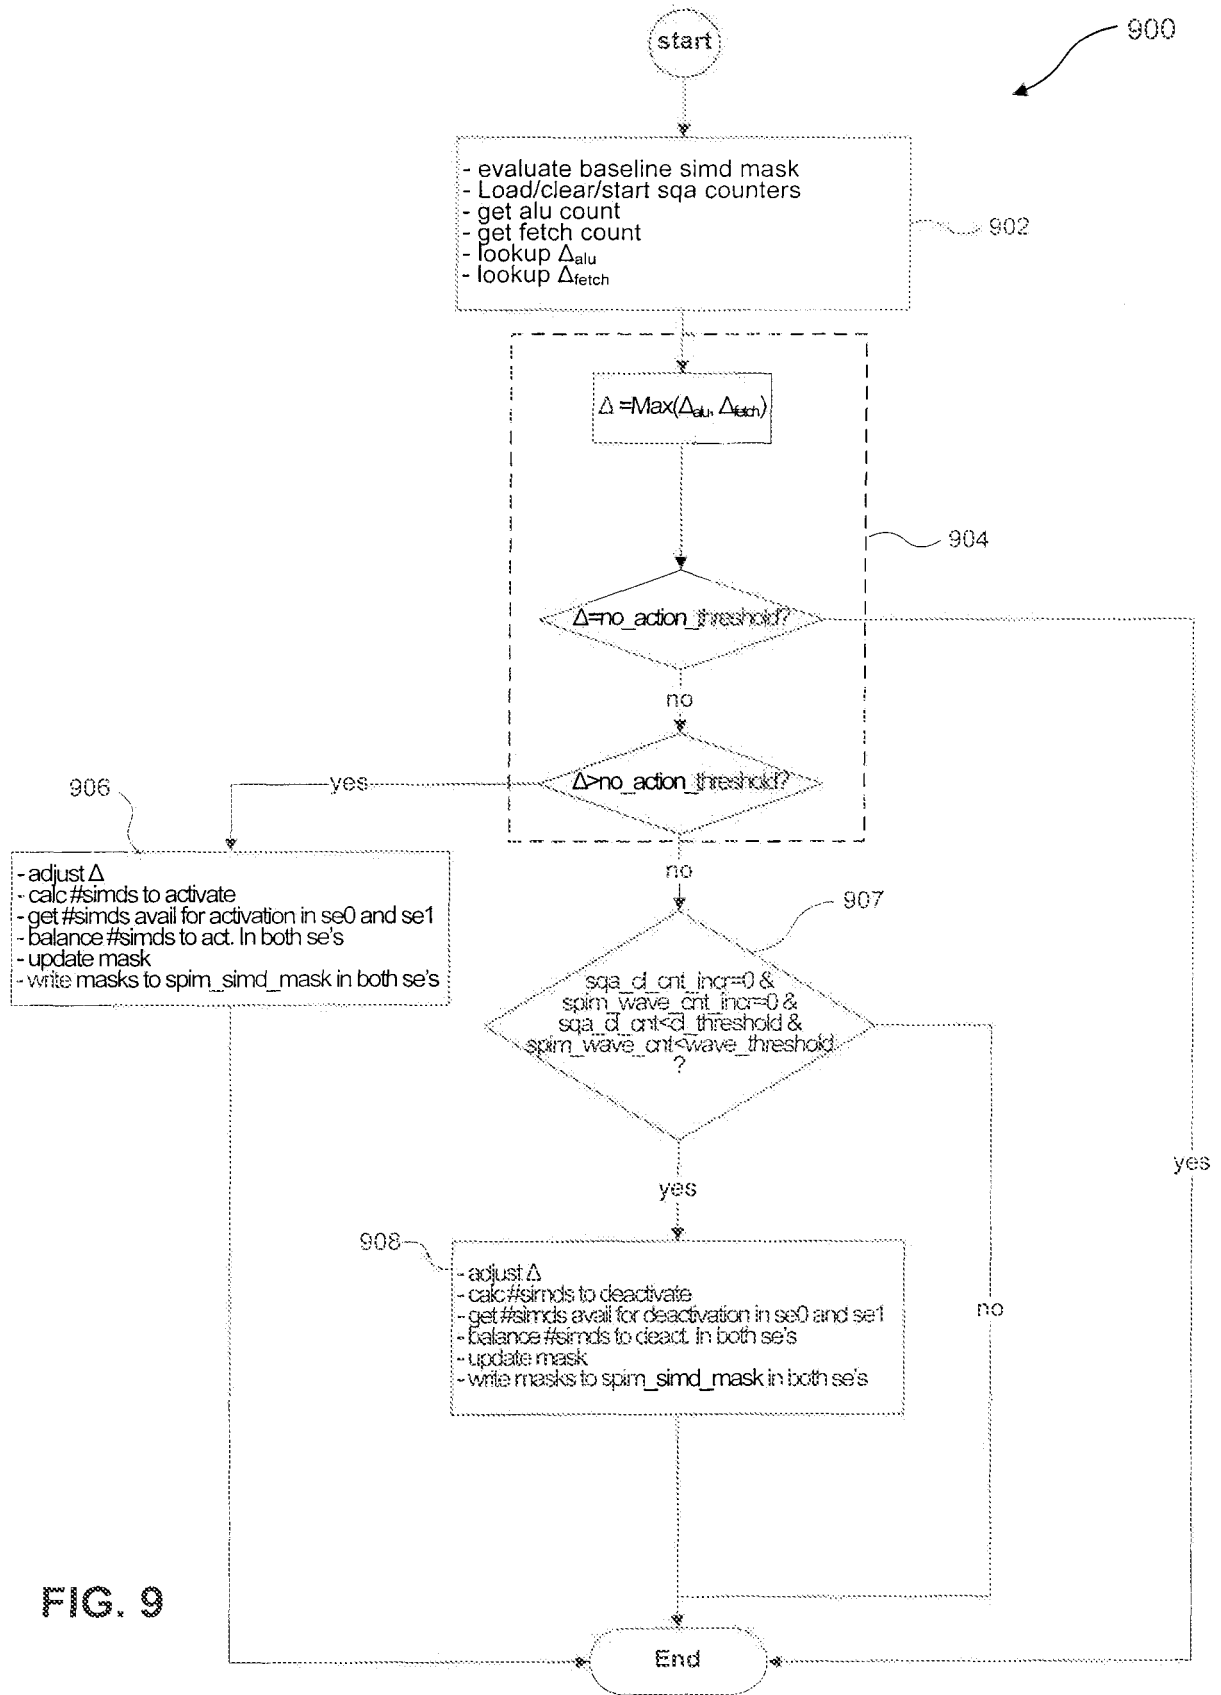 start
900
- evaluate baseline simd mask
- Load/clear/start sqa counters
- get alu count
- get fetch count
- lookup Δalu
- lookup Δfetch
902
Δ =Max(Δalu, Δfetch)
904
Δ=no_action_threshold?
no
Δ>no_action_threshold?
yes
906
no
- adjust Δ
- calc #simds to activate
- get #simds avail for activation in se0 and se1
- balance #simds to act. In both se's
- update mask
- write masks to spim_simd_mask in both se's
907
sqa_cl_cnt_incr=0 &
spim_wave_cnt_incr=0 &
sqa_cl_cnt<cl_threshold &
spim_wave_cnt<wave_threshold
?
yes
yes
908
- adjust Δ
- calc #simds to deactivate
- get #simds avail for deactivation in se0 and se1
- balance #simds to deact. In both se's
- update mask
- write masks to spim_simd_mask in both se's
no
FIG. 9
End